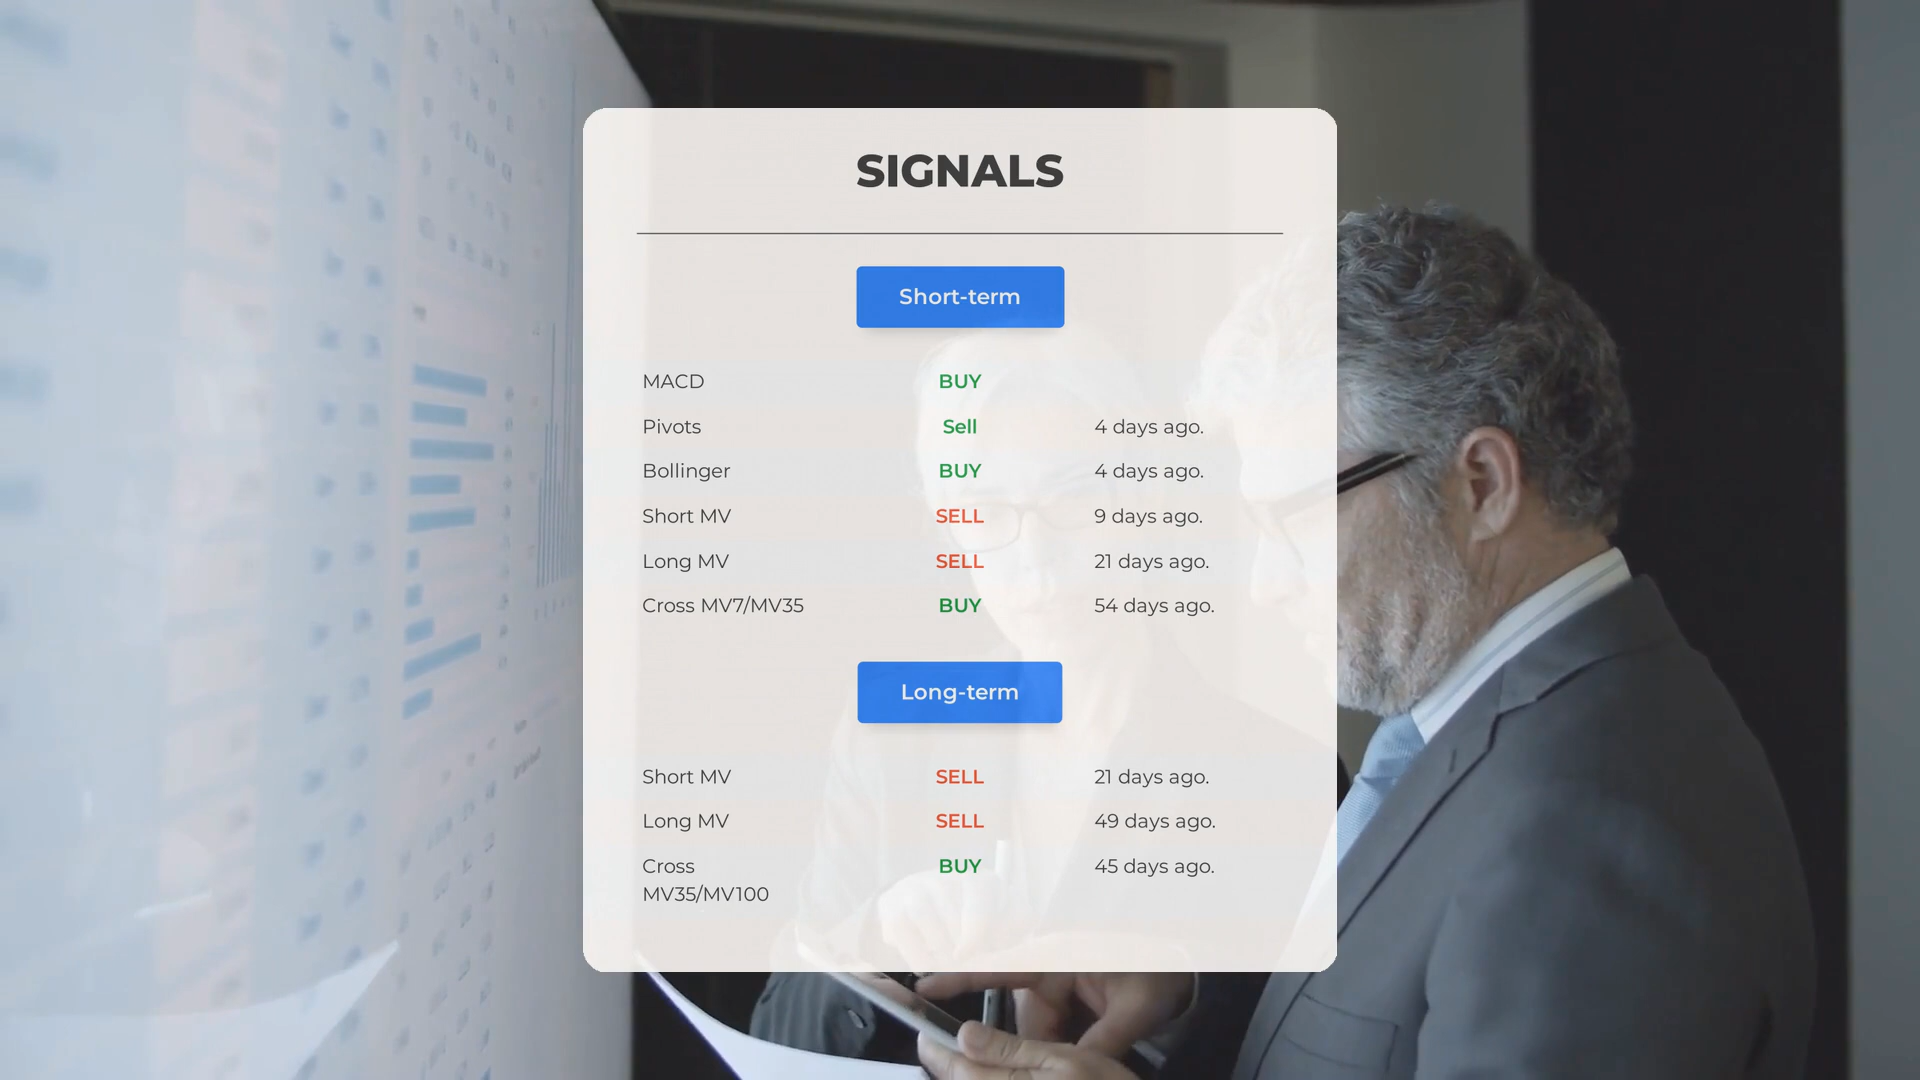 SIGNALS
Short-term
MACD BUY
Pivots Sell 4 days ago.
Bollinger BUY 4 days ago.
Short MV SELL 9 days ago.
Long MV SELL 21 days ago.
Cross MV7/MV35 BUY 54 days ago.
Long-term
Short MV SELL 21 days ago.
Long MV SELL 49 days ago.
Cross BUY 45 days ago.
MV35/MV100